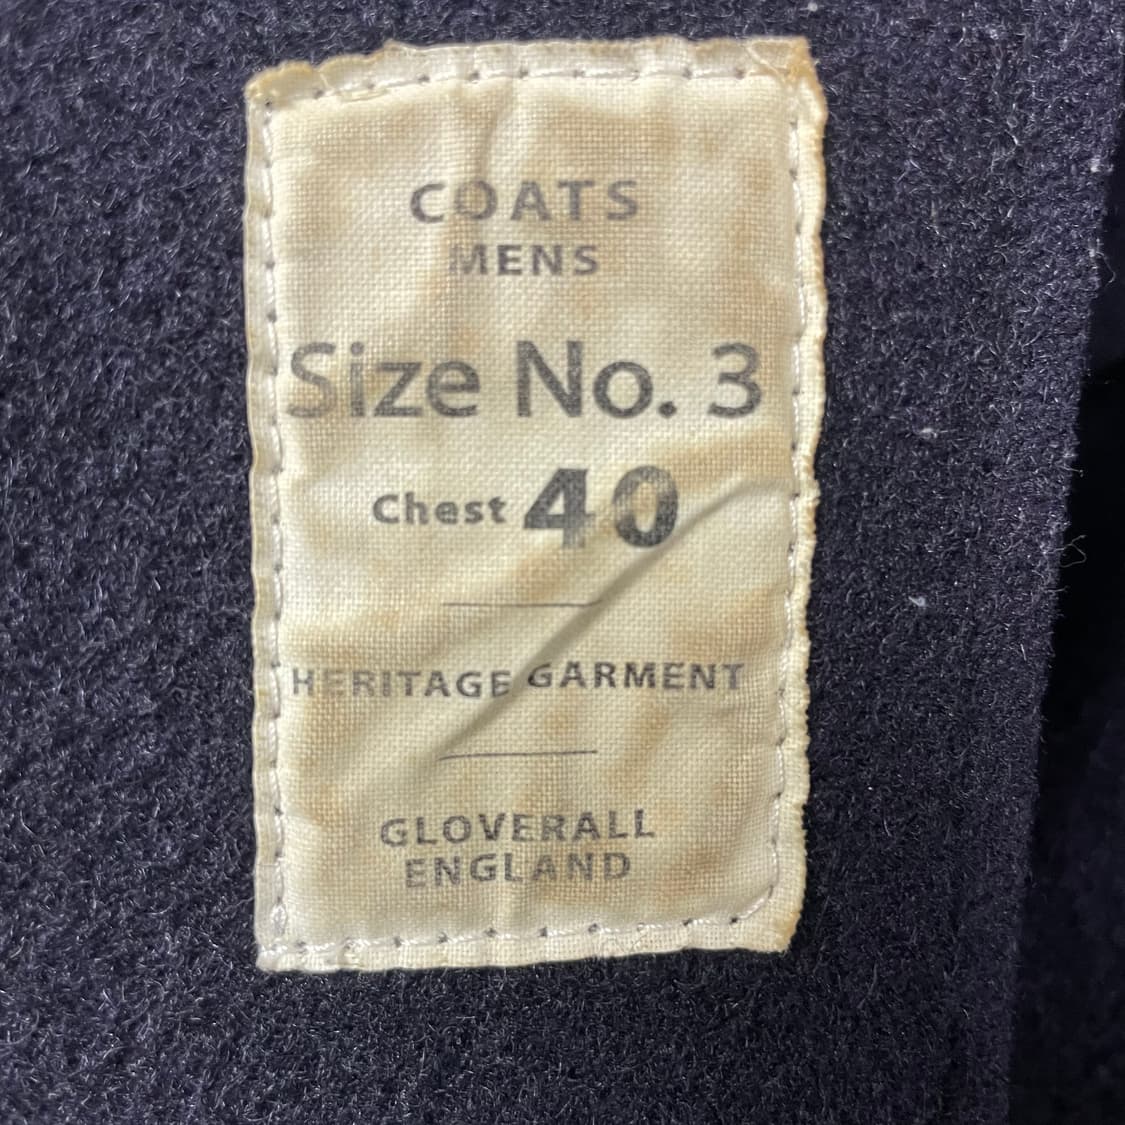 COATS
MENS
Size No. 3
Chest 40
HERITAGE GARMENT
GLOVERALL
ENGLAND